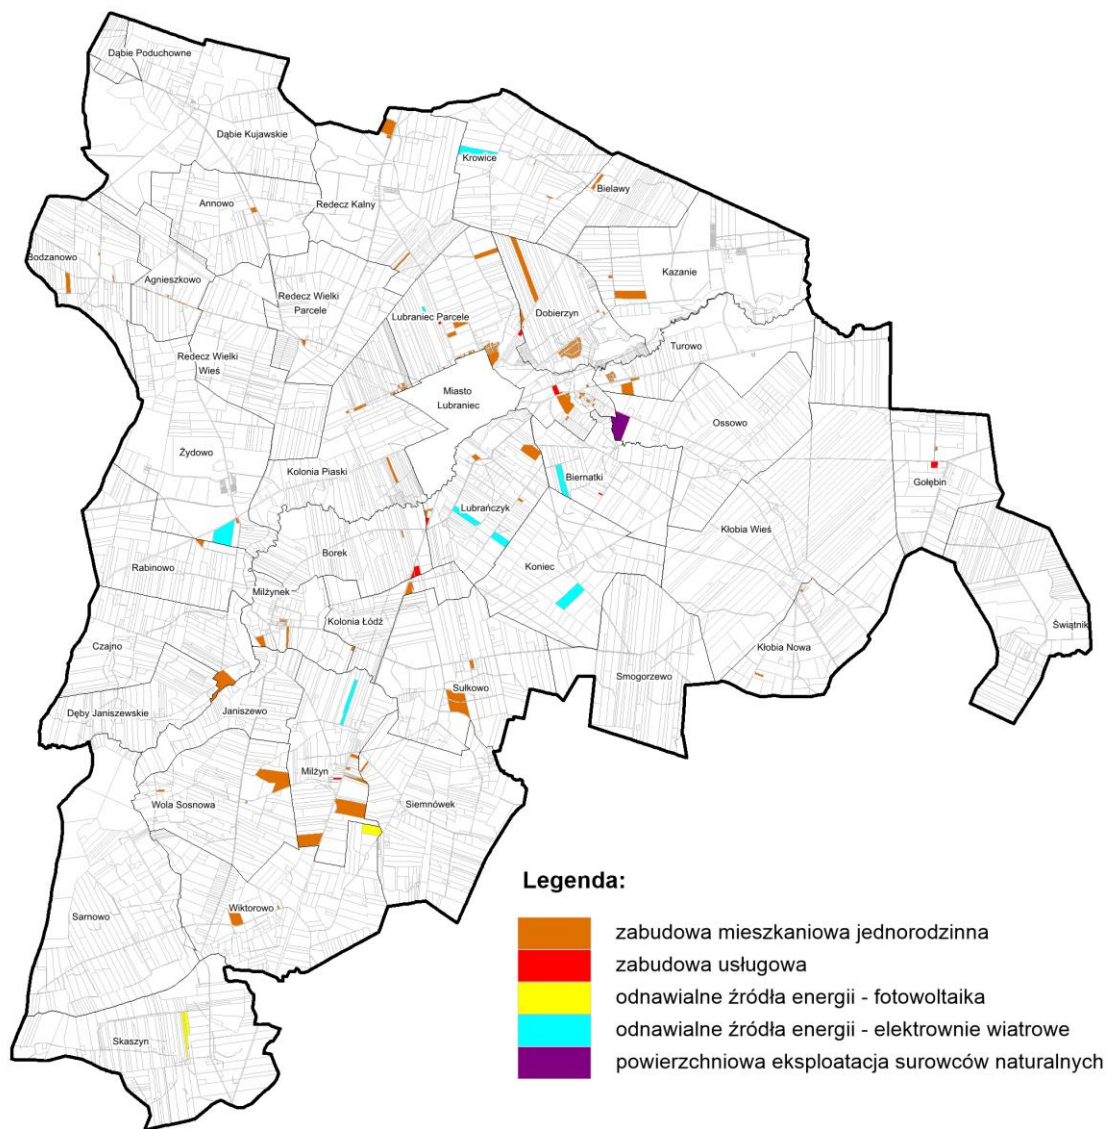 Dąbie Poduchowne
Dąbie Kujawskie
Krowice
Bielawy
Annowo
Redecz Kalny
Bodzanowo
Agnieszkowo
Kazanie
Redecz Wielki
Parcele
Lubraniec Parcele
Dobierzyn
Turowo
Redecz Wielki
Wieś
Miasto
Lubraniec
Ossowo
Żydowo
Kolonia Piaski
Biernatki
Gołębin
Lubrańczyk
Kłobia Wieś
Borek
Koniec
Rabinowo
Milżynek
Kolonia Łódź
Świątnik
Czajno
Kłobia Nowa
Smogorzewo
Sułkowo
Dęby Janiszewskie
Janiszewo
Milżyn
Wola Sosnowa
Siemnówek
Wiktorowo
Sarnowo
Skaszyn
Legenda:
zabudowa mieszkaniowa jednorodzinna
zabudowa usługowa
odnawialne źródła energii - fotowoltaika
odnawialne źródła energii - elektrownie wiatrowe
powierzchniowa eksploatacja surowców naturalnych